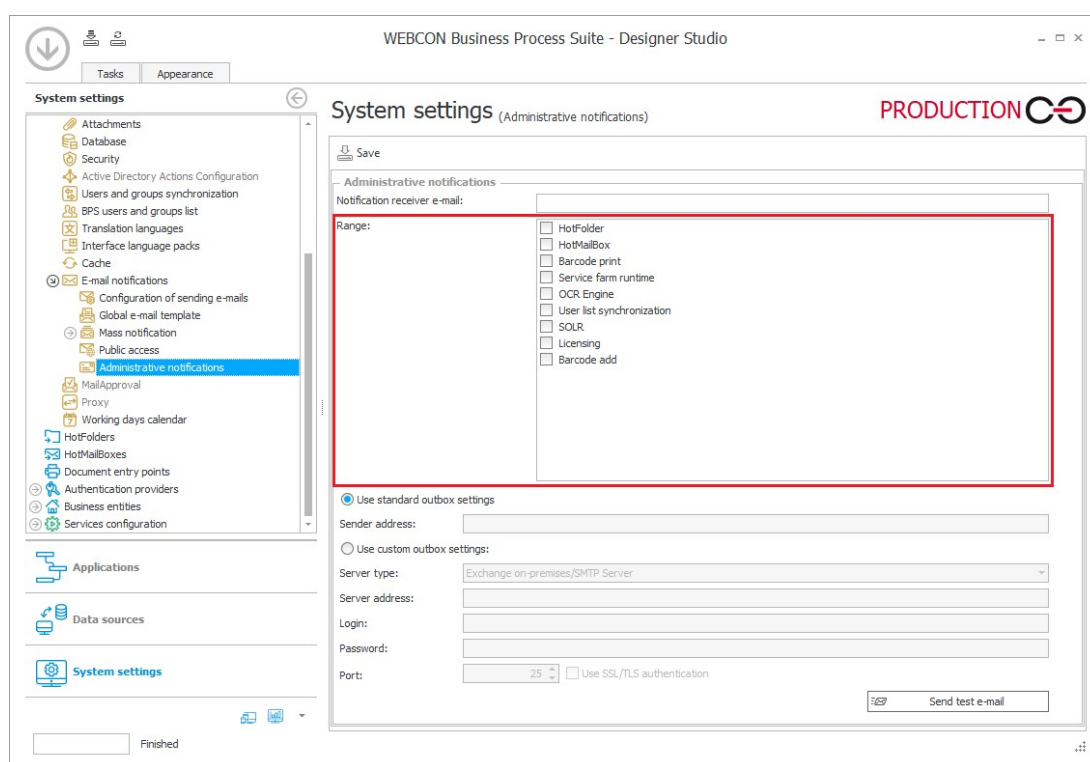 WEBCON Business Process Suite - Designer Studio
Tasks Appearance
System settings
Attachments
Database
Security
Active Directory Actions Configuration
Users and groups synchronization
BPS users and groups list
Translation languages
Interface language packs
Cache
E-mail notifications
Configuration of sending e-mails
Global e-mail template
Mass notification
Public access
Administrative notifications
MailApproval
Proxy
Working days calendar
HotFolders
HotMailBoxes
Document entry points
Authentication providers
Business entities
Services configuration
Applications
Data sources
System settings
Finished
System settings (Administrative notifications)
PRODUCTION
Save
Administrative notifications
Notification receiver e-mail:
Range:
HotFolder
HotMailBox
Barcode print
Service farm runtime
OCR Engine
User list synchronization
SOLR
Licensing
Barcode add
Use standard outbox settings
Sender address:
Use custom outbox settings:
Server type: Exchange on-premises/SMTP Server
Server address:
Login:
Password:
Port: 25 Use SSL/TLS authentication
Send test e-mail